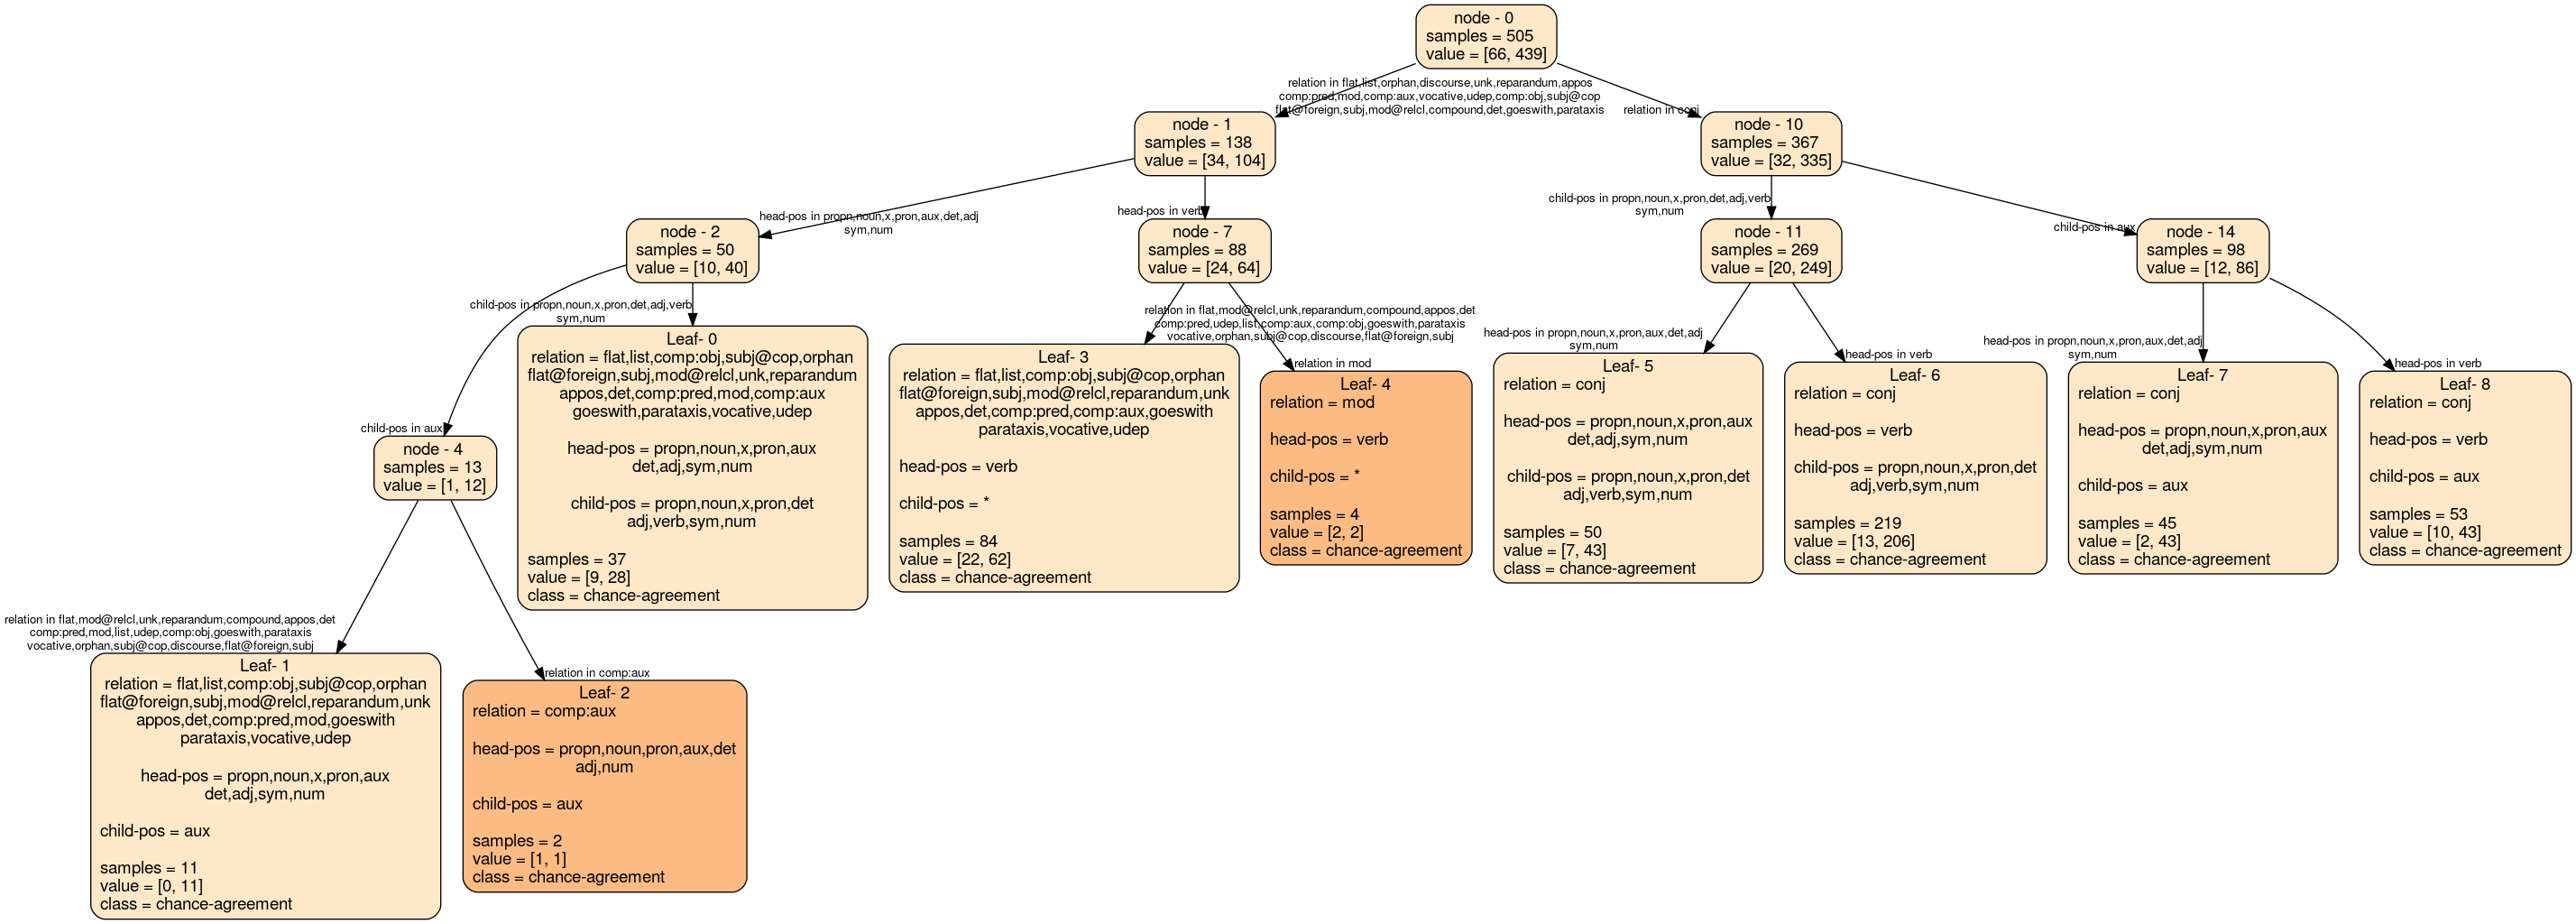 node - 0
samples = 505
value = [66, 439]
relation in flat,list,orphan,discourse,unk,reparandum,appos
comp:pred,mod,comp:aux,vocative,udep,comp:obj,subj@cop
flat@foreign,subj,mod@relcl,compound,det,goeswith,parataxis
relation in conj
node - 1
samples = 138
value = [34, 104]
node - 10
samples = 367
value = [32, 335]
head-pos in propn,noun,x,pron,aux,det,adj
sym,num
head-pos in verb
child-pos in propn,noun,x,pron,det,adj,verb
sym,num
child-pos in aux
node - 2
samples = 50
value = [10, 40]
node - 7
samples = 88
value = [24, 64]
node - 11
samples = 269
value = [20, 249]
node - 14
samples = 98
value = [12, 86]
child-pos in propn,noun,x,pron,det,adj,verb
sym,num
child-pos in aux
relation in flat,mod@relcl,unk,reparandum,compound,appos,det
comp:pred,udep,list,comp:aux,comp:obj,goeswith,parataxis
vocative,orphan,subj@cop,discourse,flat@foreign,subj
relation in mod
head-pos in propn,noun,x,pron,aux,det,adj
sym,num
head-pos in verb
head-pos in propn,noun,x,pron,aux,det,adj
sym,num
head-pos in verb
node - 4
samples = 13
value = [1, 12]
Leaf- 0
relation = flat,list,comp:obj,subj@cop,orphan
flat@foreign,subj,mod@relcl,unk,reparandum
appos,det,comp:pred,mod,comp:aux
goeswith,parataxis,vocative,udep
head-pos = propn,noun,x,pron,aux
det,adj,sym,num
child-pos = propn,noun,x,pron,det
adj,verb,sym,num
samples = 37
value = [9, 28]
class = chance-agreement
Leaf- 3
relation = flat,list,comp:obj,subj@cop,orphan
flat@foreign,subj,mod@relcl,reparandum,unk
appos,det,comp:pred,comp:aux,goeswith
parataxis,vocative,udep
head-pos = verb
child-pos = *
samples = 84
value = [22, 62]
class = chance-agreement
Leaf- 4
relation = mod
head-pos = verb
child-pos = *
samples = 4
value = [2, 2]
class = chance-agreement
Leaf- 5
relation = conj
head-pos = propn,noun,x,pron,aux
det,adj,sym,num
child-pos = propn,noun,x,pron,det
adj,verb,sym,num
samples = 50
value = [7, 43]
class = chance-agreement
Leaf- 6
relation = conj
head-pos = verb
child-pos = propn,noun,x,pron,det
adj,verb,sym,num
samples = 219
value = [13, 206]
class = chance-agreement
Leaf- 7
relation = conj
head-pos = propn,noun,x,pron,aux
det,adj,sym,num
child-pos = aux
samples = 45
value = [2, 43]
class = chance-agreement
Leaf- 8
relation = conj
head-pos = verb
child-pos = aux
samples = 53
value = [10, 43]
class = chance-agreement
relation in flat,mod@relcl,unk,reparandum,compound,appos,det
comp:pred,mod,list,udep,comp:obj,goeswith,parataxis
vocative,orphan,subj@cop,discourse,flat@foreign,subj
relation in comp:aux
Leaf- 1
relation = flat,list,comp:obj,subj@cop,orphan
flat@foreign,subj,mod@relcl,reparandum,unk
appos,det,comp:pred,mod,goeswith
parataxis,vocative,udep
head-pos = propn,noun,x,pron,aux
det,adj,sym,num
child-pos = aux
samples = 11
value = [0, 11]
class = chance-agreement
Leaf- 2
relation = comp:aux
head-pos = propn,noun,pron,aux,det
adj,num
child-pos = aux
samples = 2
value = [1, 1]
class = chance-agreement